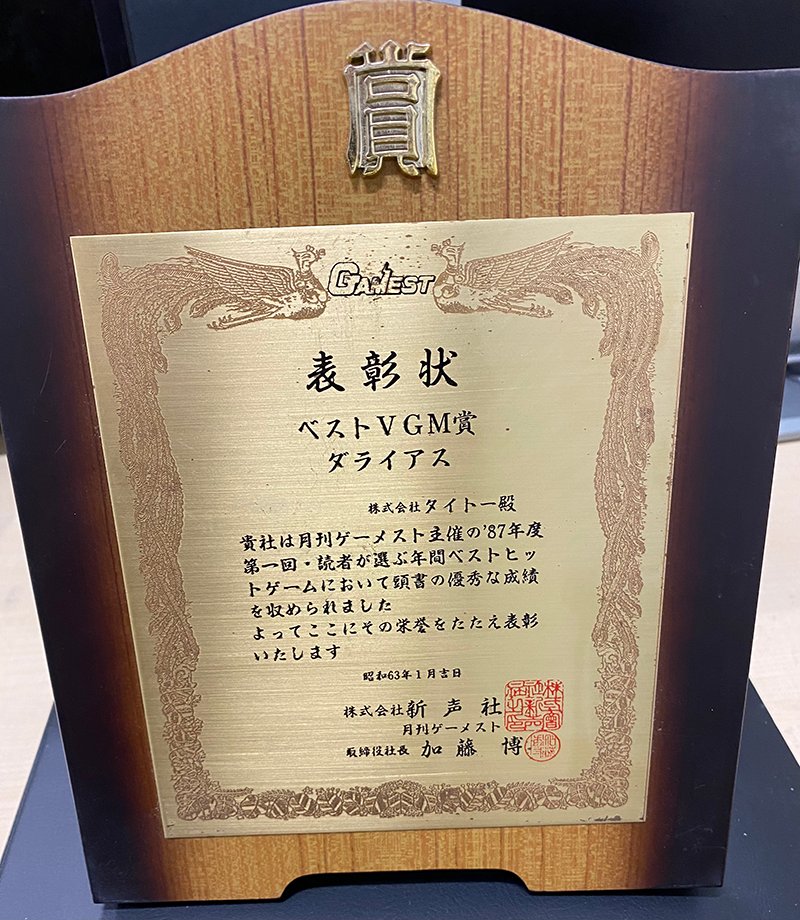 賞
GAMEST
表彰状
ベストVGM賞
ダライアス
株式会社タイトー殿
貴社は月刊ゲーメスト主催の'87年度
第一回・読者が選ぶ年間ベストヒッ
トゲームにおいて頭書の優秀な成績
を収められました
よってここにその栄誉をたたえ表彰
いたします
昭和63年1月吉日
株式会社新声社
月刊ゲーメスト
取締役社長 加藤 博